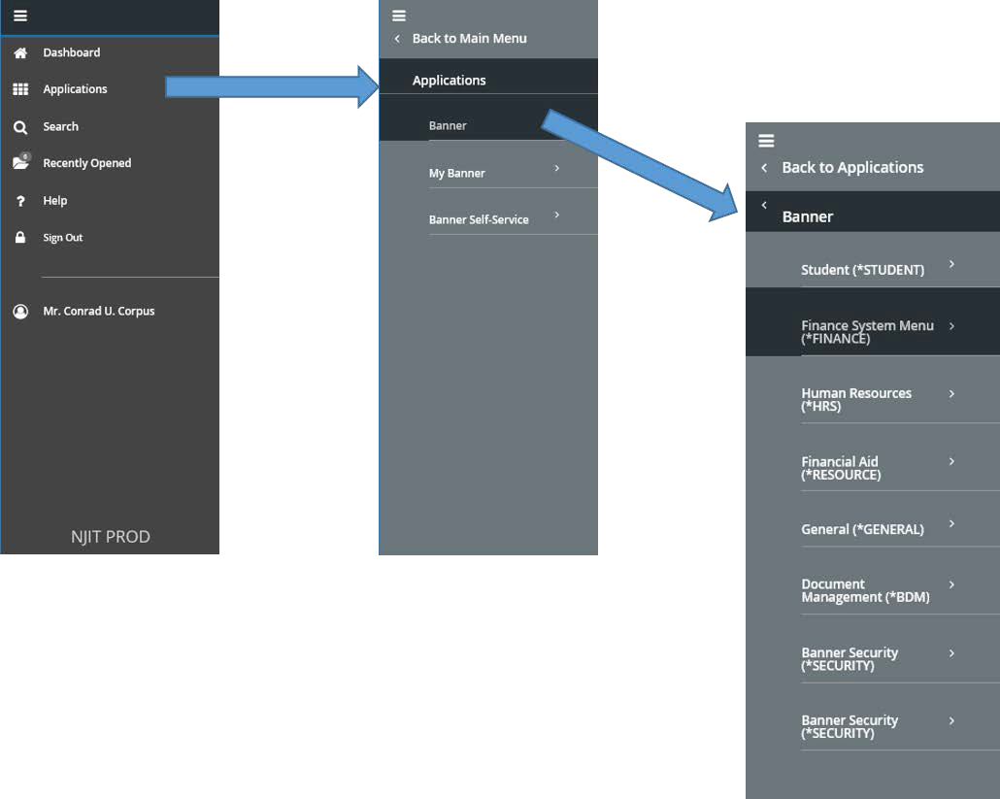 Dashboard
Applications
Search
6
Recently Opened
Help
Sign Out
Mr. Conrad U. Corpus
NJIT PROD
Back to Main Menu
Applications
Banner
My Banner
Banner Self-Service
Back to Applications
Banner
Student (*STUDENT)
Finance System Menu
(*FINANCE)
Human Resources
(*HRS)
Financial Aid
(*RESOURCE)
General (*GENERAL)
Document
Management (*BDM)
Banner Security
(*SECURITY)
Banner Security
(*SECURITY)